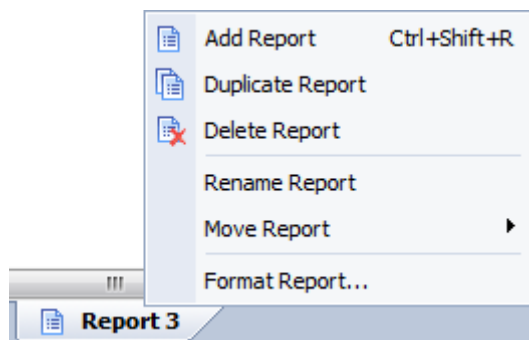 Add Report Ctrl+Shift+R
Duplicate Report
Delete Report
Rename Report
Move Report
Format Report...
Report 3